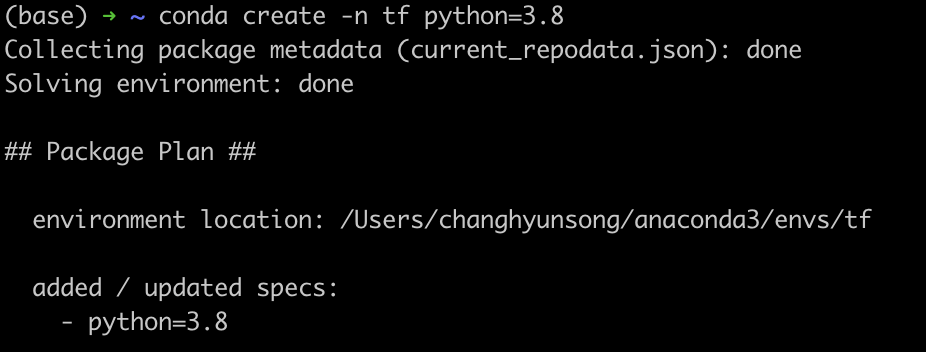 (base) ➜ ~ conda create -n tf python=3.8
Collecting package metadata (current_repodata.json): done
Solving environment: done
## Package Plan ##
environment location: /Users/changhyunsong/anaconda3/envs/tf
added / updated specs:
- python=3.8